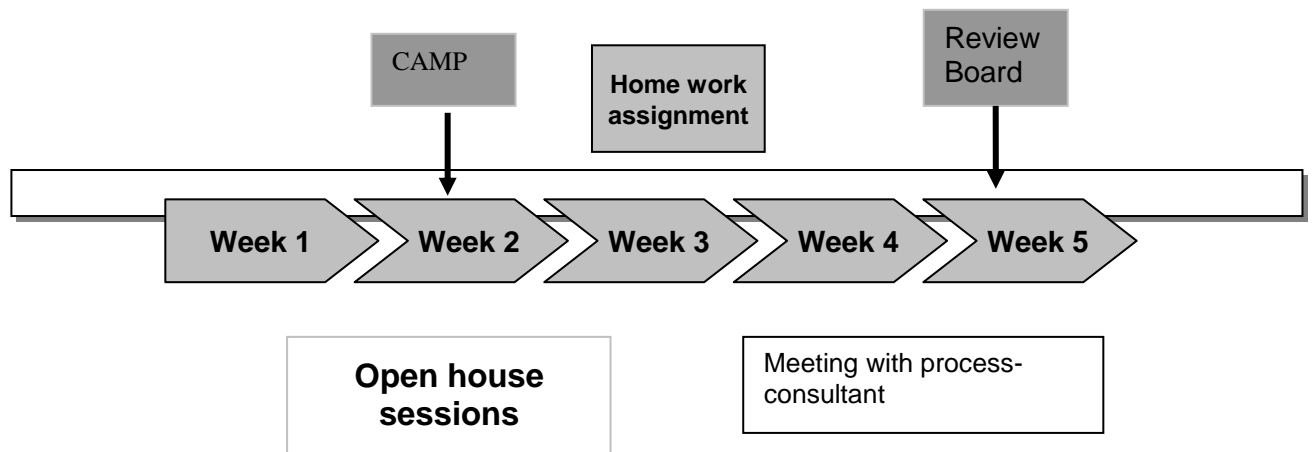 CAMP
Home work
assignment
Review
Board
Week 1
Week 2
Week 3
Week 4
Week 5
Open house
sessions
Meeting with process-
consultant